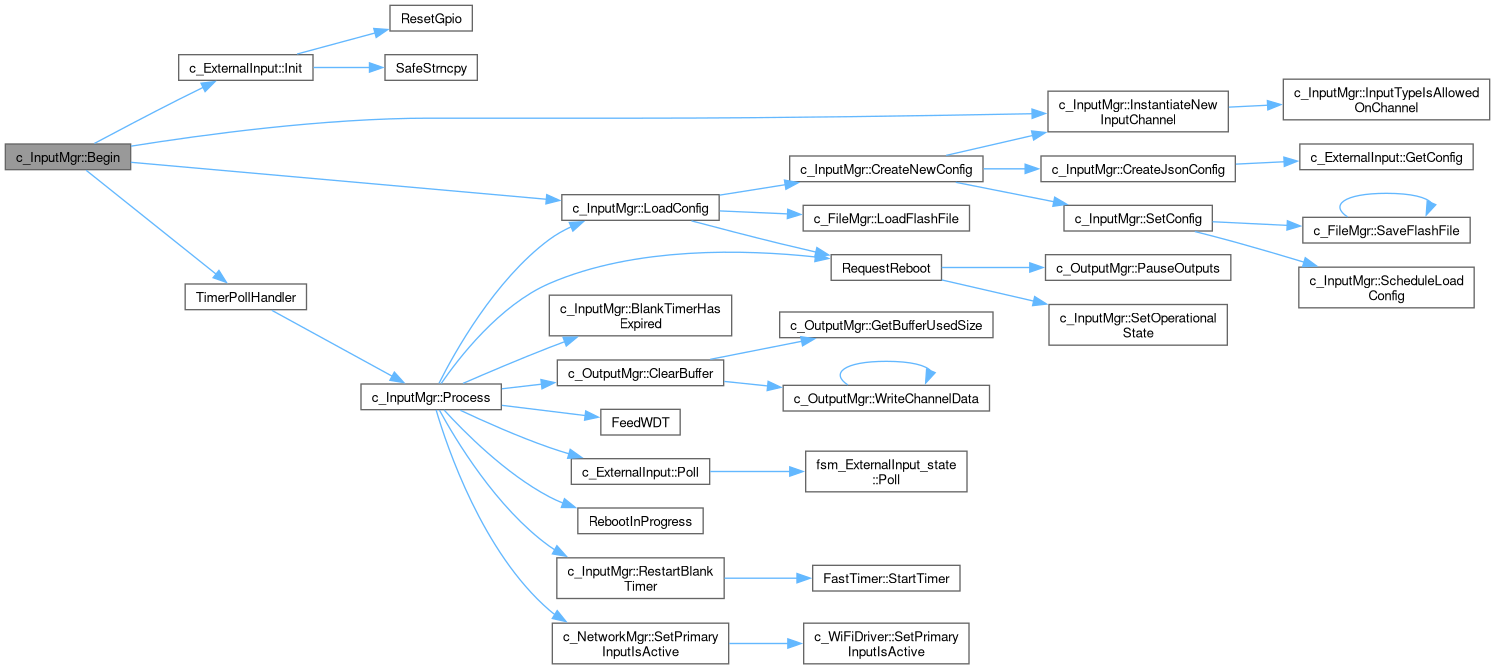 ResetGpio
c_ExternalInput::Init
SafeStrncpy
c_InputMgr::InstantiateNew
InputChannel
c_InputMgr::InputTypeIsAllowed
OnChannel
c_InputMgr::Begin
c_InputMgr::CreateNewConfig
c_InputMgr::CreateJsonConfig
c_ExternalInput::GetConfig
c_InputMgr::LoadConfig
c_FileMgr::LoadFlashFile
c_InputMgr::SetConfig
c_FileMgr::SaveFlashFile
RequestReboot
c_OutputMgr::PauseOutputs
c_InputMgr::ScheduleLoad
Config
TimerPollHandler
c_InputMgr::BlankTimerHas
Expired
c_OutputMgr::GetBufferUsedSize
c_InputMgr::SetOperational
State
c_OutputMgr::ClearBuffer
c_InputMgr::Process
c_OutputMgr::WriteChannelData
FeedWDT
c_ExternalInput::Poll
fsm_ExternalInput_state
::Poll
RebootInProgress
c_InputMgr::RestartBlank
Timer
FastTimer::StartTimer
c_NetworkMgr::SetPrimary
InputIsActive
c_WiFiDriver::SetPrimary
InputIsActive